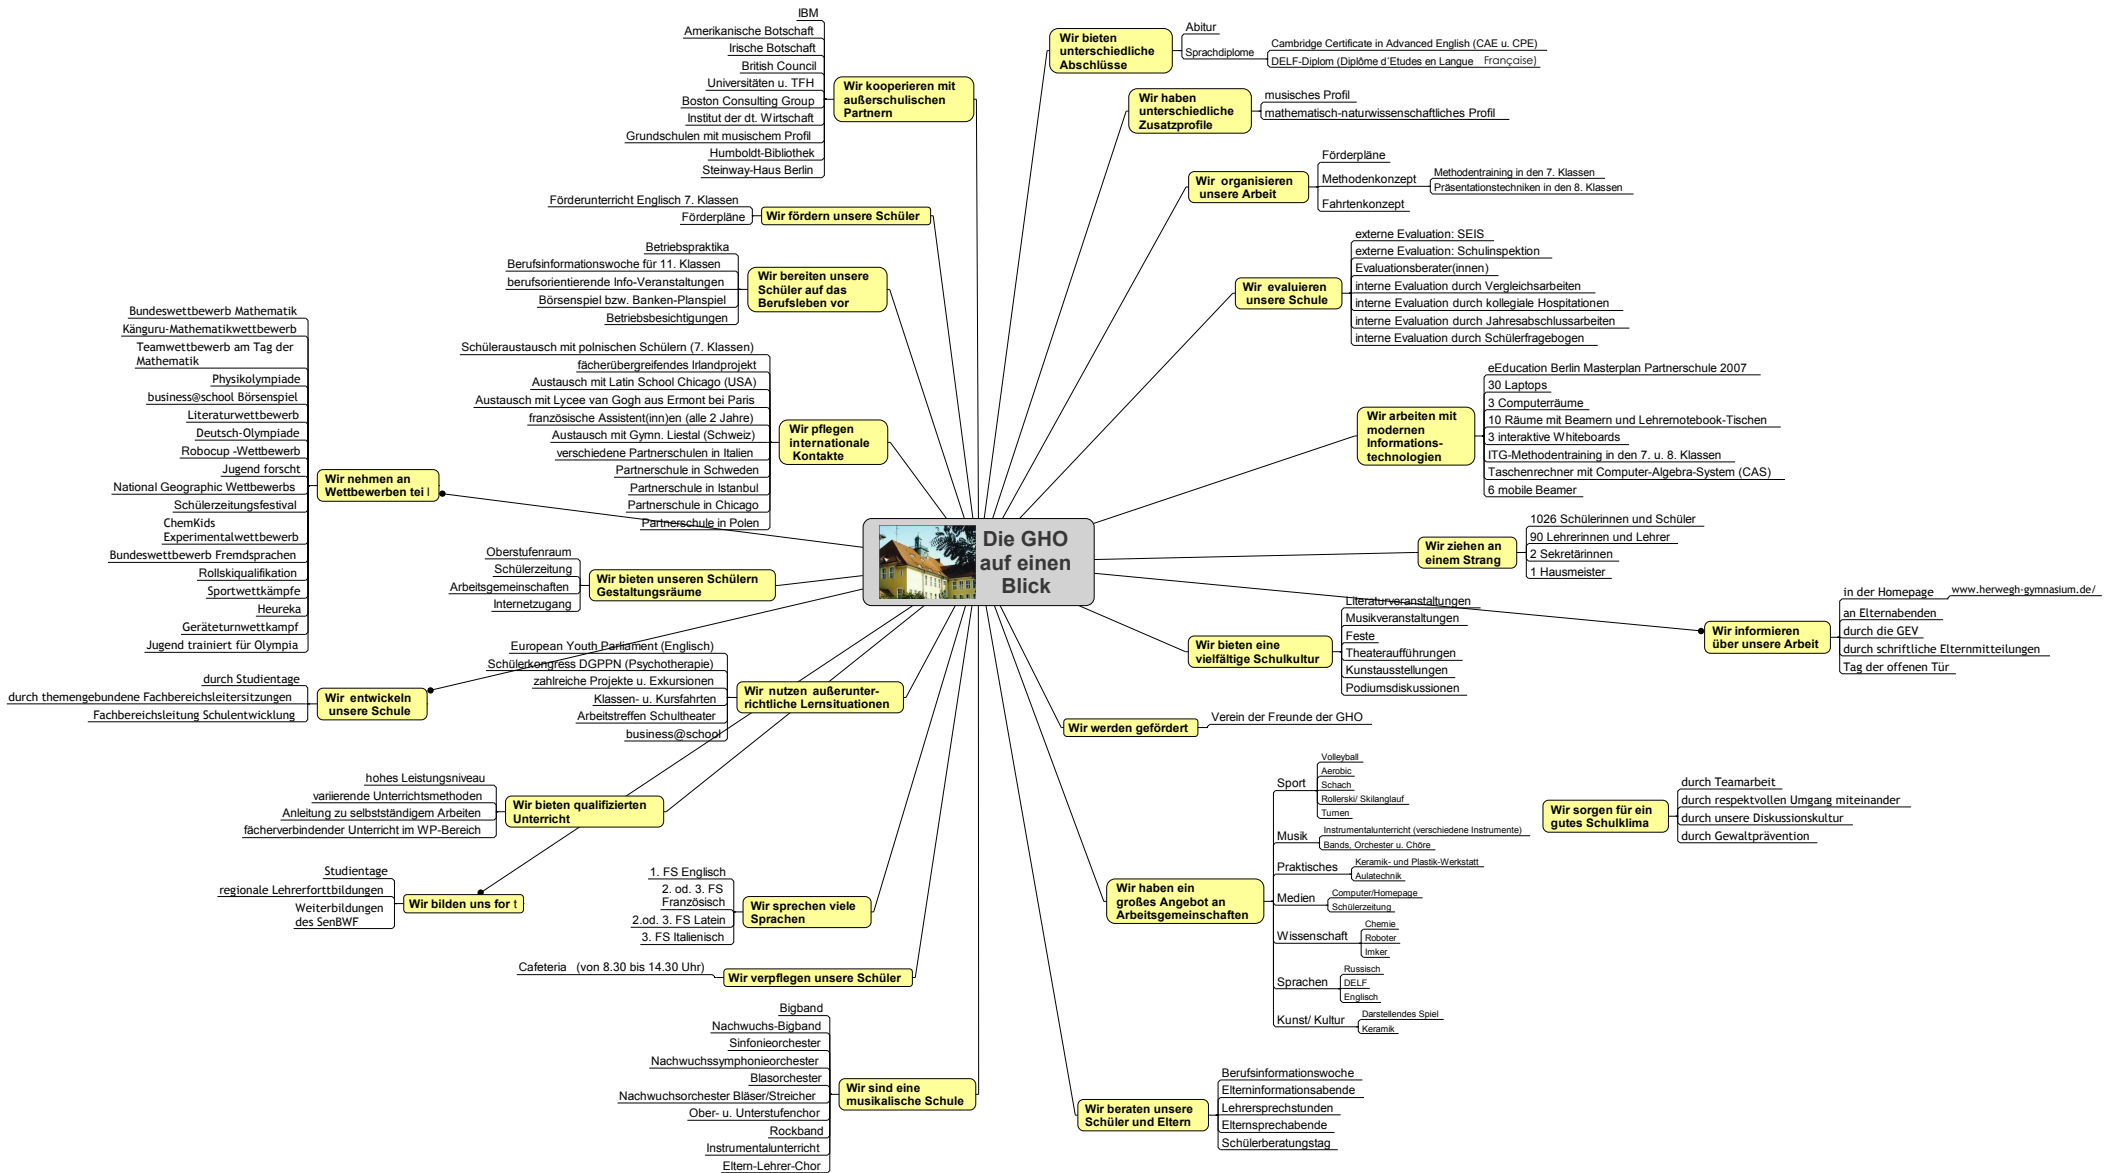 Die GHO
auf einen
Blick
Wir bieten
unterschiedliche
Abschlüsse
Abitur
Sprachdiplome
Cambridge Certificate in Advanced English (CAE u. CPE)
DELF-Diplom (Diplôme d´Etudes en Langue Française)
Wir haben
unterschiedliche
Zusatzprofile
musisches Profil
mathematisch-naturwissenschaftliches Profil
Wir organisieren
unsere Arbeit
Förderpläne
Methodenkonzept
Methodentraining in den 7. Klassen
Präsentationstechniken in den 8. Klassen
Fahrtenkonzept
Wir evaluieren
unsere Schule
externe Evaluation: SEIS
externe Evaluation: Schulinspektion
Evaluationsberater(innen)
interne Evaluation durch Vergleichsarbeiten
interne Evaluation durch kollegiale Hospitationen
interne Evaluation durch Jahresabschlussarbeiten
interne Evaluation durch Schülerfragebogen
Wir arbeiten mit
modernen
Informations-
technologien
eEducation Berlin Masterplan Partnerschule 2007
30 Laptops
3 Computerräume
10 Räume mit Beamern und Lehrernotebook-Tischen
3 interaktive Whiteboards
ITG-Methodentraining in den 7. u. 8. Klassen
Taschenrechner mit Computer-Algebra-System (CAS)
6 mobile Beamer
Wir ziehen an
einem Strang
1026 Schülerinnen und Schüler
90 Lehrerinnen und Lehrer
2 Sekretärinnen
1 Hausmeister
Wir informieren
über unsere Arbeit
in der Homepage
www.herwegh-gymnasium.de/
an Elternabenden
durch die GEV
durch schriftliche Elternmitteilungen
Tag der offenen Tür
Wir bieten eine
vielfältige Schulkultur
Literaturveranstaltungen
Musikveranstaltungen
Feste
Theateraufführungen
Kunstausstellungen
Podiumsdiskussionen
Wir werden gefördert
Verein der Freunde der GHO
Wir haben ein
großes Angebot an
Arbeitsgemeinschaften
Sport
Volleyball
Aerobic
Schach
Rollerski/ Skilanglauf
Turnen
Musik
Instrumentalunterricht (verschiedene Instrumente)
Bands, Orchester u. Chöre
Praktisches
Keramik- und Plastik-Werkstatt
Aulatechnik
Medien
Computer/Homepage
Schülerzeitung
Wissenschaft
Chemie
Roboter
Imker
Sprachen
Russisch
DELF
Englisch
Kunst/ Kultur
Darstellendes Spiel
Keramik
Wir sorgen für ein
gutes Schulklima
durch Teamarbeit
durch respektvollen Umgang miteinander
durch unsere Diskussionskultur
durch Gewaltprävention
Wir beraten unsere
Schüler und Eltern
Berufsinformationswoche
Elterninformationsabende
Lehrersprechstunden
Elternsprechabende
Schülerberatungstag
Wir kooperieren mit
außerschulischen
Partnern
IBM
Amerikanische Botschaft
Irische Botschaft
British Council
Universitäten u. TFH
Boston Consulting Group
Institut der dt. Wirtschaft
Grundschulen mit musischem Profil
Humboldt-Bibliothek
Steinway-Haus Berlin
Wir fördern unsere Schüler
Förderunterricht Englisch 7. Klassen
Förderpläne
Wir bereiten unsere
Schüler auf das
Berufsleben vor
Betriebspraktika
Berufsinformationswoche für 11. Klassen
berufsorientierende Info-Veranstaltungen
Börsenspiel bzw. Banken-Planspiel
Betriebsbesichtigungen
Wir pflegen
internationale
Kontakte
Schüleraustausch mit polnischen Schülern (7. Klassen)
fächerübergreifendes Irlandprojekt
Austausch mit Latin School Chicago (USA)
Austausch mit Lycee van Gogh aus Ermont bei Paris
französische Assistent(inn)en (alle 2 Jahre)
Austausch mit Gymn. Liestal (Schweiz)
verschiedene Partnerschulen in Italien
Partnerschule in Schweden
Partnerschule in Istanbul
Partnerschule in Chicago
Partnerschule in Polen
Wir nehmen an
Wettbewerben teil
Bundeswettbewerb Mathematik
Känguru-Mathematikwettbewerb
Teamwettbewerb am Tag der
Mathematik
Physikolympiade
business@school Börsenspiel
Literaturwettbewerb
Deutsch-Olympiade
Robocup -Wettbewerb
Jugend forscht
National Geographic Wettbewerbs
Schülerzeitungsfestival
ChemKids
Experimentalwettbewerb
Bundeswettbewerb Fremdsprachen
Rollskiqualifikation
Sportwettkämpfe
Heureka
Geräteturnwettkampf
Jugend trainiert für Olympia
Wir bieten unseren Schülern
Gestaltungsräume
Oberstufenraum
Schülerzeitung
Arbeitsgemeinschaften
Internetzugang
Wir entwickeln
unsere Schule
durch Studientage
durch themengebundene Fachbereichsleitersitzungen
Fachbereichsleitung Schulentwicklung
Wir nutzen außerunter-
richtliche Lernsituationen
European Youth Parliament (Englisch)
Schülerkongress DGPPN (Psychotherapie)
zahlreiche Projekte u. Exkursionen
Klassen- u. Kursfahrten
Arbeitstreffen Schultheater
business@school
Wir bieten qualifizierten
Unterricht
hohes Leistungsniveau
variierende Unterrichtsmethoden
Anleitung zu selbstständigem Arbeiten
fächerverbindender Unterricht im WP-Bereich
Wir bilden uns fort
Studientage
regionale Lehrerforttbildungen
Weiterbildungen
des SenBWF
Wir sprechen viele
Sprachen
1. FS Englisch
2. od. 3. FS
Französisch
2.od. 3. FS Latein
3. FS Italienisch
Wir verpflegen unsere Schüler
Cafeteria (von 8.30 bis 14.30 Uhr)
Wir sind eine
musikalische Schule
Bigband
Nachwuchs-Bigband
Sinfonieorchester
Nachwuchssymphonieorchester
Blasorchester
Nachwuchsorchester Bläser/Streicher
Ober- u. Unterstufenchor
Rockband
Instrumentalunterricht
Eltern-Lehrer-Chor